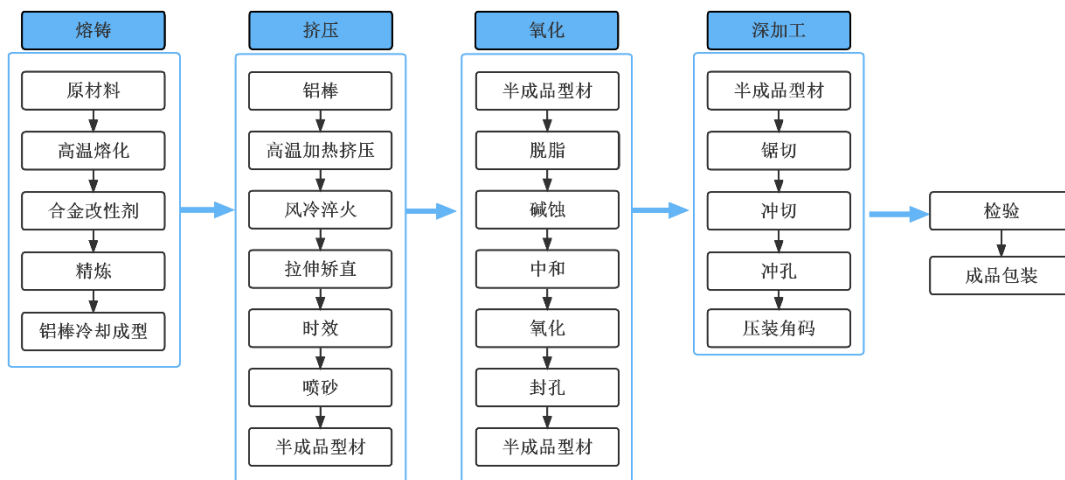 熔铸
原材料
高温熔化
合金改性剂
精炼
铝棒冷却成型
挤压
铝棒
高温加热挤压
风冷淬火
拉伸矫直
时效
喷砂
半成品型材
氧化
半成品型材
脱脂
碱蚀
中和
氧化
封孔
半成品型材
深加工
半成品型材
锯切
冲切
冲孔
压装角码
检验
成品包装